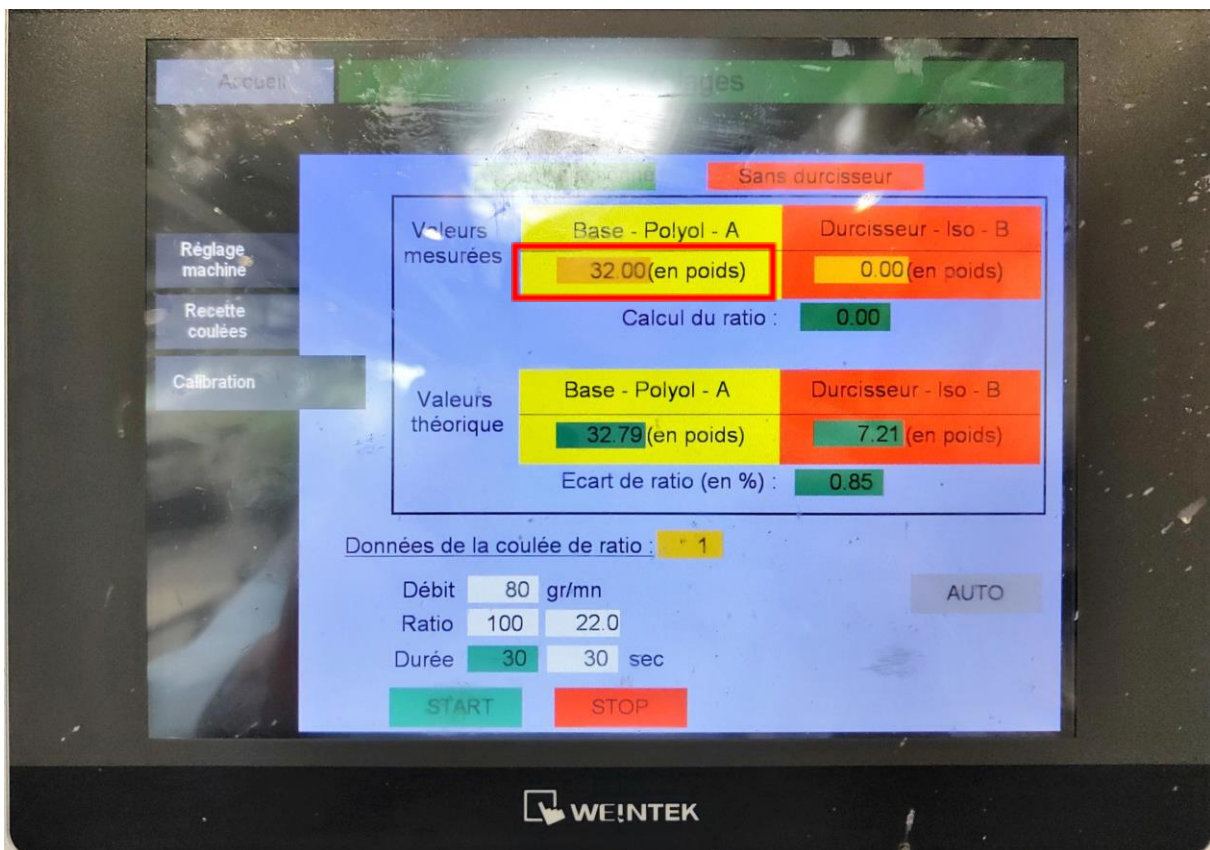 Accueil
Sans durcisseur
Valeurs mesurées
Base - Polyol - A
Durcisseur - Iso - B
32.00 (en poids)
0.00 (en poids)
Calcul du ratio : 0.00
Réglage machine
Recette coulées
Calibration
Valeurs théorique
Base - Polyol - A
Durcisseur - Iso - B
32.79 (en poids)
7.21 (en poids)
Ecart de ratio (en %) : 0.85
Données de la coulée de ratio : 1
Débit 80 gr/mn
AUTO
Ratio 100 22.0
Durée 30 30 sec
START
STOP
WEINTEK